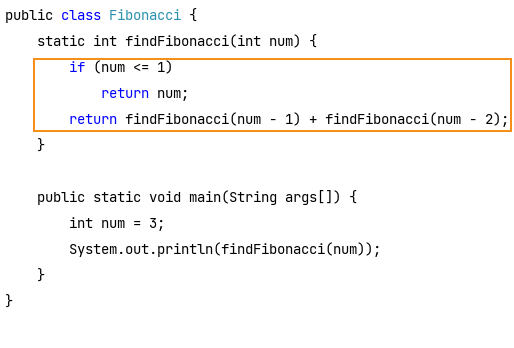 public class Fibonacci {
    static int findFibonacci(int num) {
        if (num <= 1)
            return num;
        return findFibonacci(num - 1) + findFibonacci(num - 2);
    }

    public static void main(String args[]) {
        int num = 3;
        System.out.println(findFibonacci(num));
    }
}